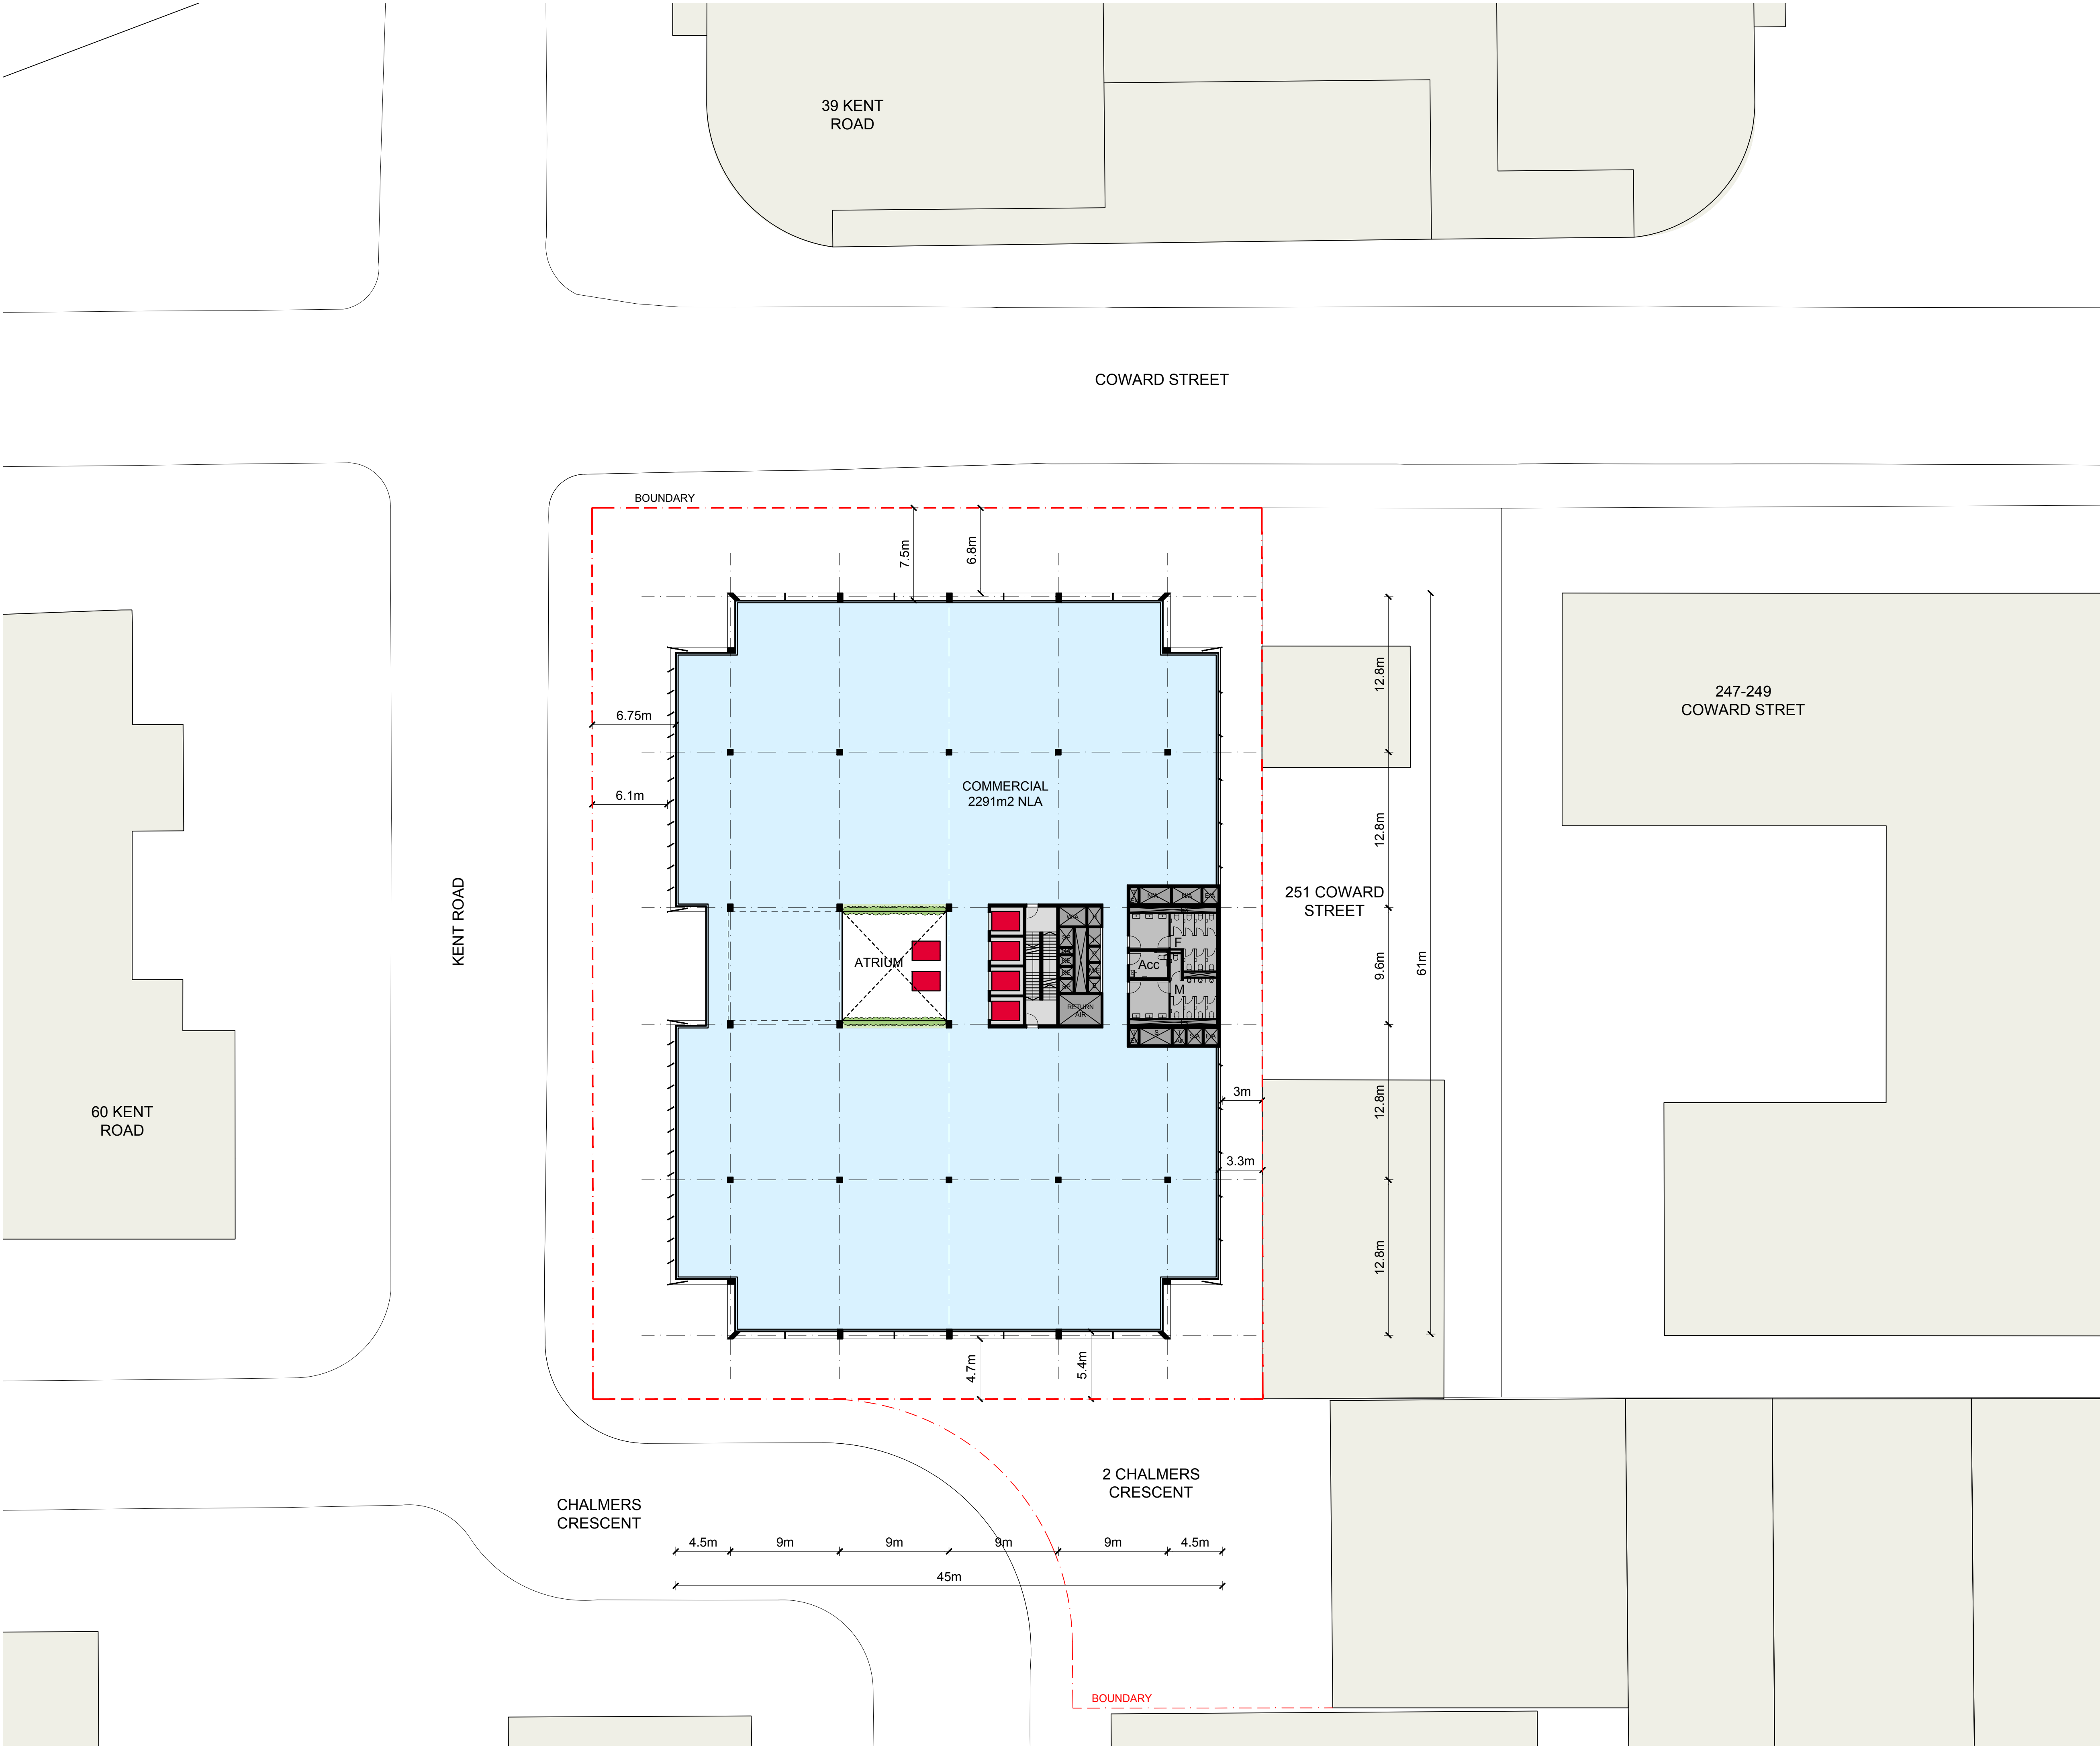 39 KENT
ROAD
COWARD STREET
BOUNDARY
7.5m
6.8m
12.8m
247-249
COWARD STRET
6.75m
COMMERCIAL
2291m2 NLA
6.1m
12.8m
KENT ROAD
251 COWARD
STREET
F
ATRIUM
Acc
9.6m
61m
M
RETURN
AIR
60 KENT
ROAD
3m
12.8m
3.3m
12.8m
4.7m
5.4m
2 CHALMERS
CRESCENT
CHALMERS
CRESCENT
4.5m
9m
9m
9m
9m
4.5m
45m
BOUNDARY